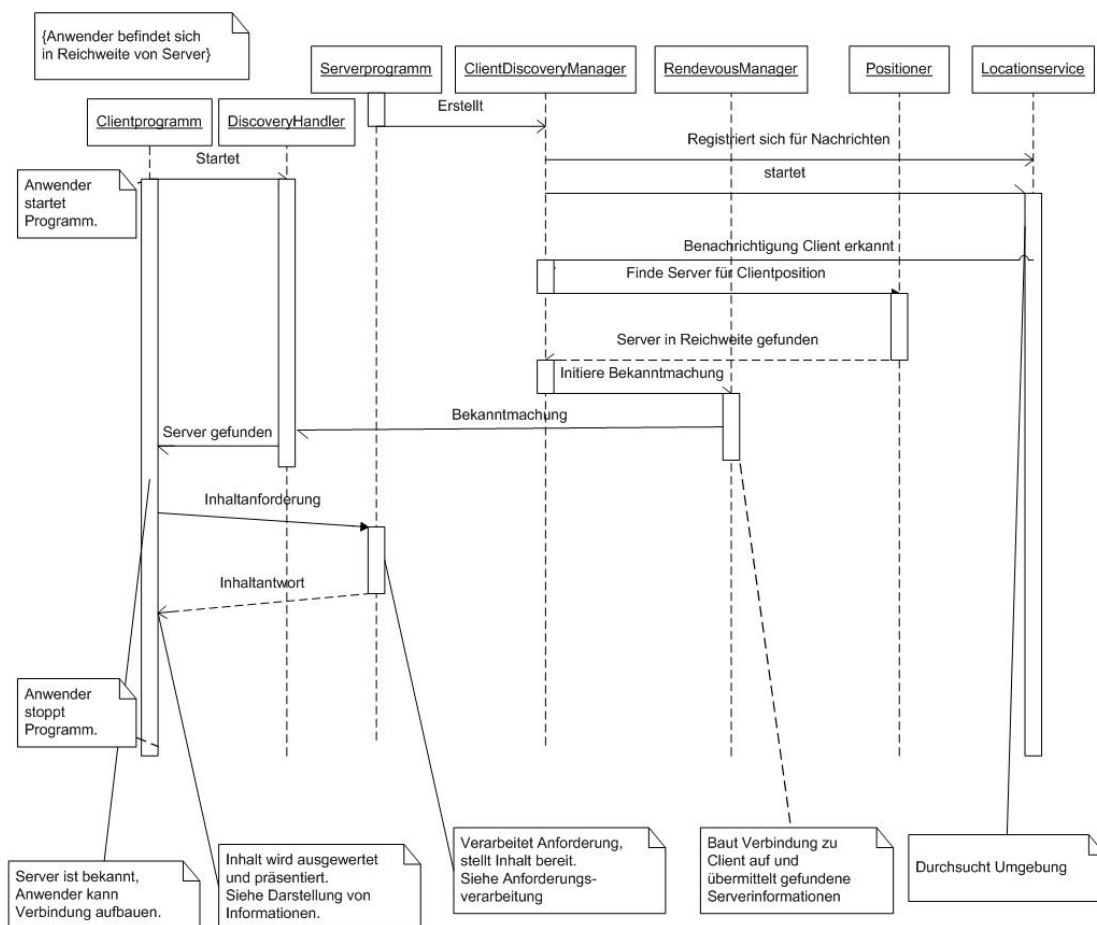 {Anwender befindet sich
in Reichweite von Server}
Serverprogramm
ClientDiscoveryManager
RendevousManager
Positioner
Locationservice
Clientprogramm
DiscoveryHandler
Erstellt
Registriert sich für Nachrichten
Startet
startet
Anwender
startet
Programm.
Benachrichtigung Client erkannt
Finde Server für Clientposition
Server in Reichweite gefunden
Initiere Bekanntmachung
Bekanntmachung
Server gefunden
Inhaltanforderung
Inhaltantwort
Anwender
stoppt
Programm.
Server ist bekannt,
Anwender kann
Verbindung aufbauen.
Inhalt wird ausgewertet
und präsentiert.
Siehe Darstellung von
Informationen.
Verarbeitet Anforderung,
stellt Inhalt bereit.
Siehe Anforderungs-
verarbeitung
Baut Verbindung zu
Client auf und
übermittelt gefundene
Serverinformationen
Durchsucht Umgebung